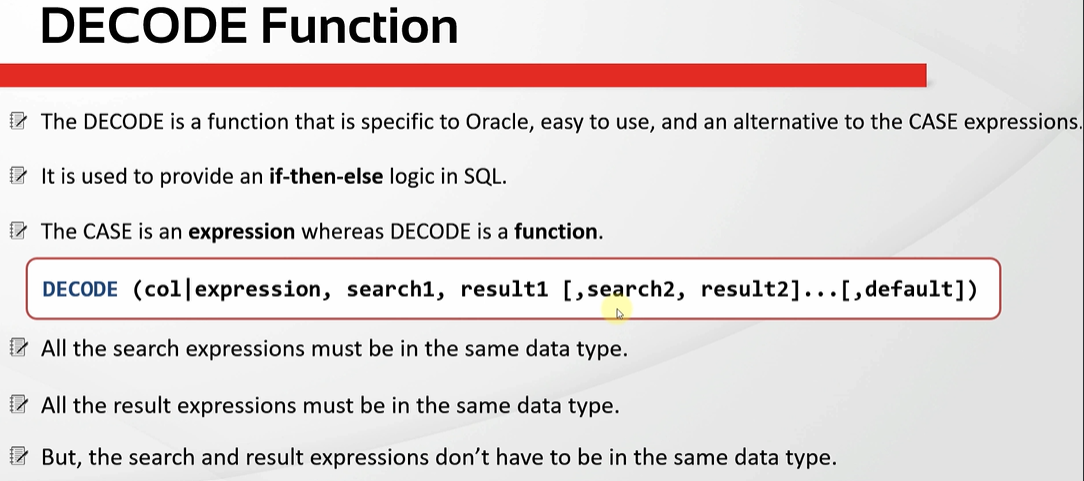 DECODE Function
The DECODE is a function that is specific to Oracle, easy to use, and an alternative to the CASE expressions.
It is used to provide an if-then-else logic in SQL.
The CASE is an expression whereas DECODE is a function.
DECODE (col|expression, search1, result1 [,search2, result2]...[,default])
All the search expressions must be in the same data type.
All the result expressions must be in the same data type.
But, the search and result expressions don’t have to be in the same data type.